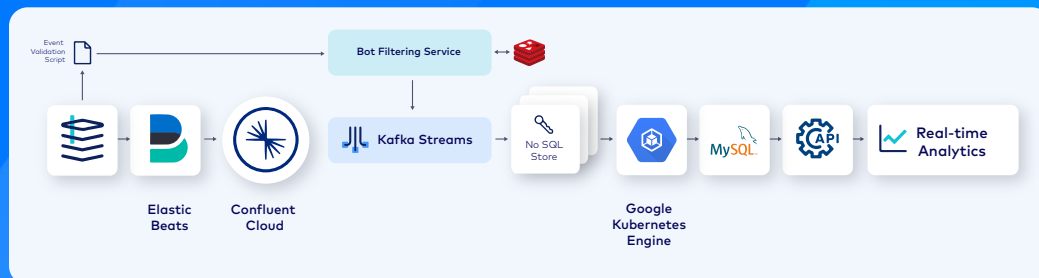 Event
Validation
Script
Bot Filtering Service
Kafka Streams
No SQL
Store
MySQL
API
Real-time
Analytics
Elastic
Beats
Confluent
Cloud
Google
Kubernetes
Engine